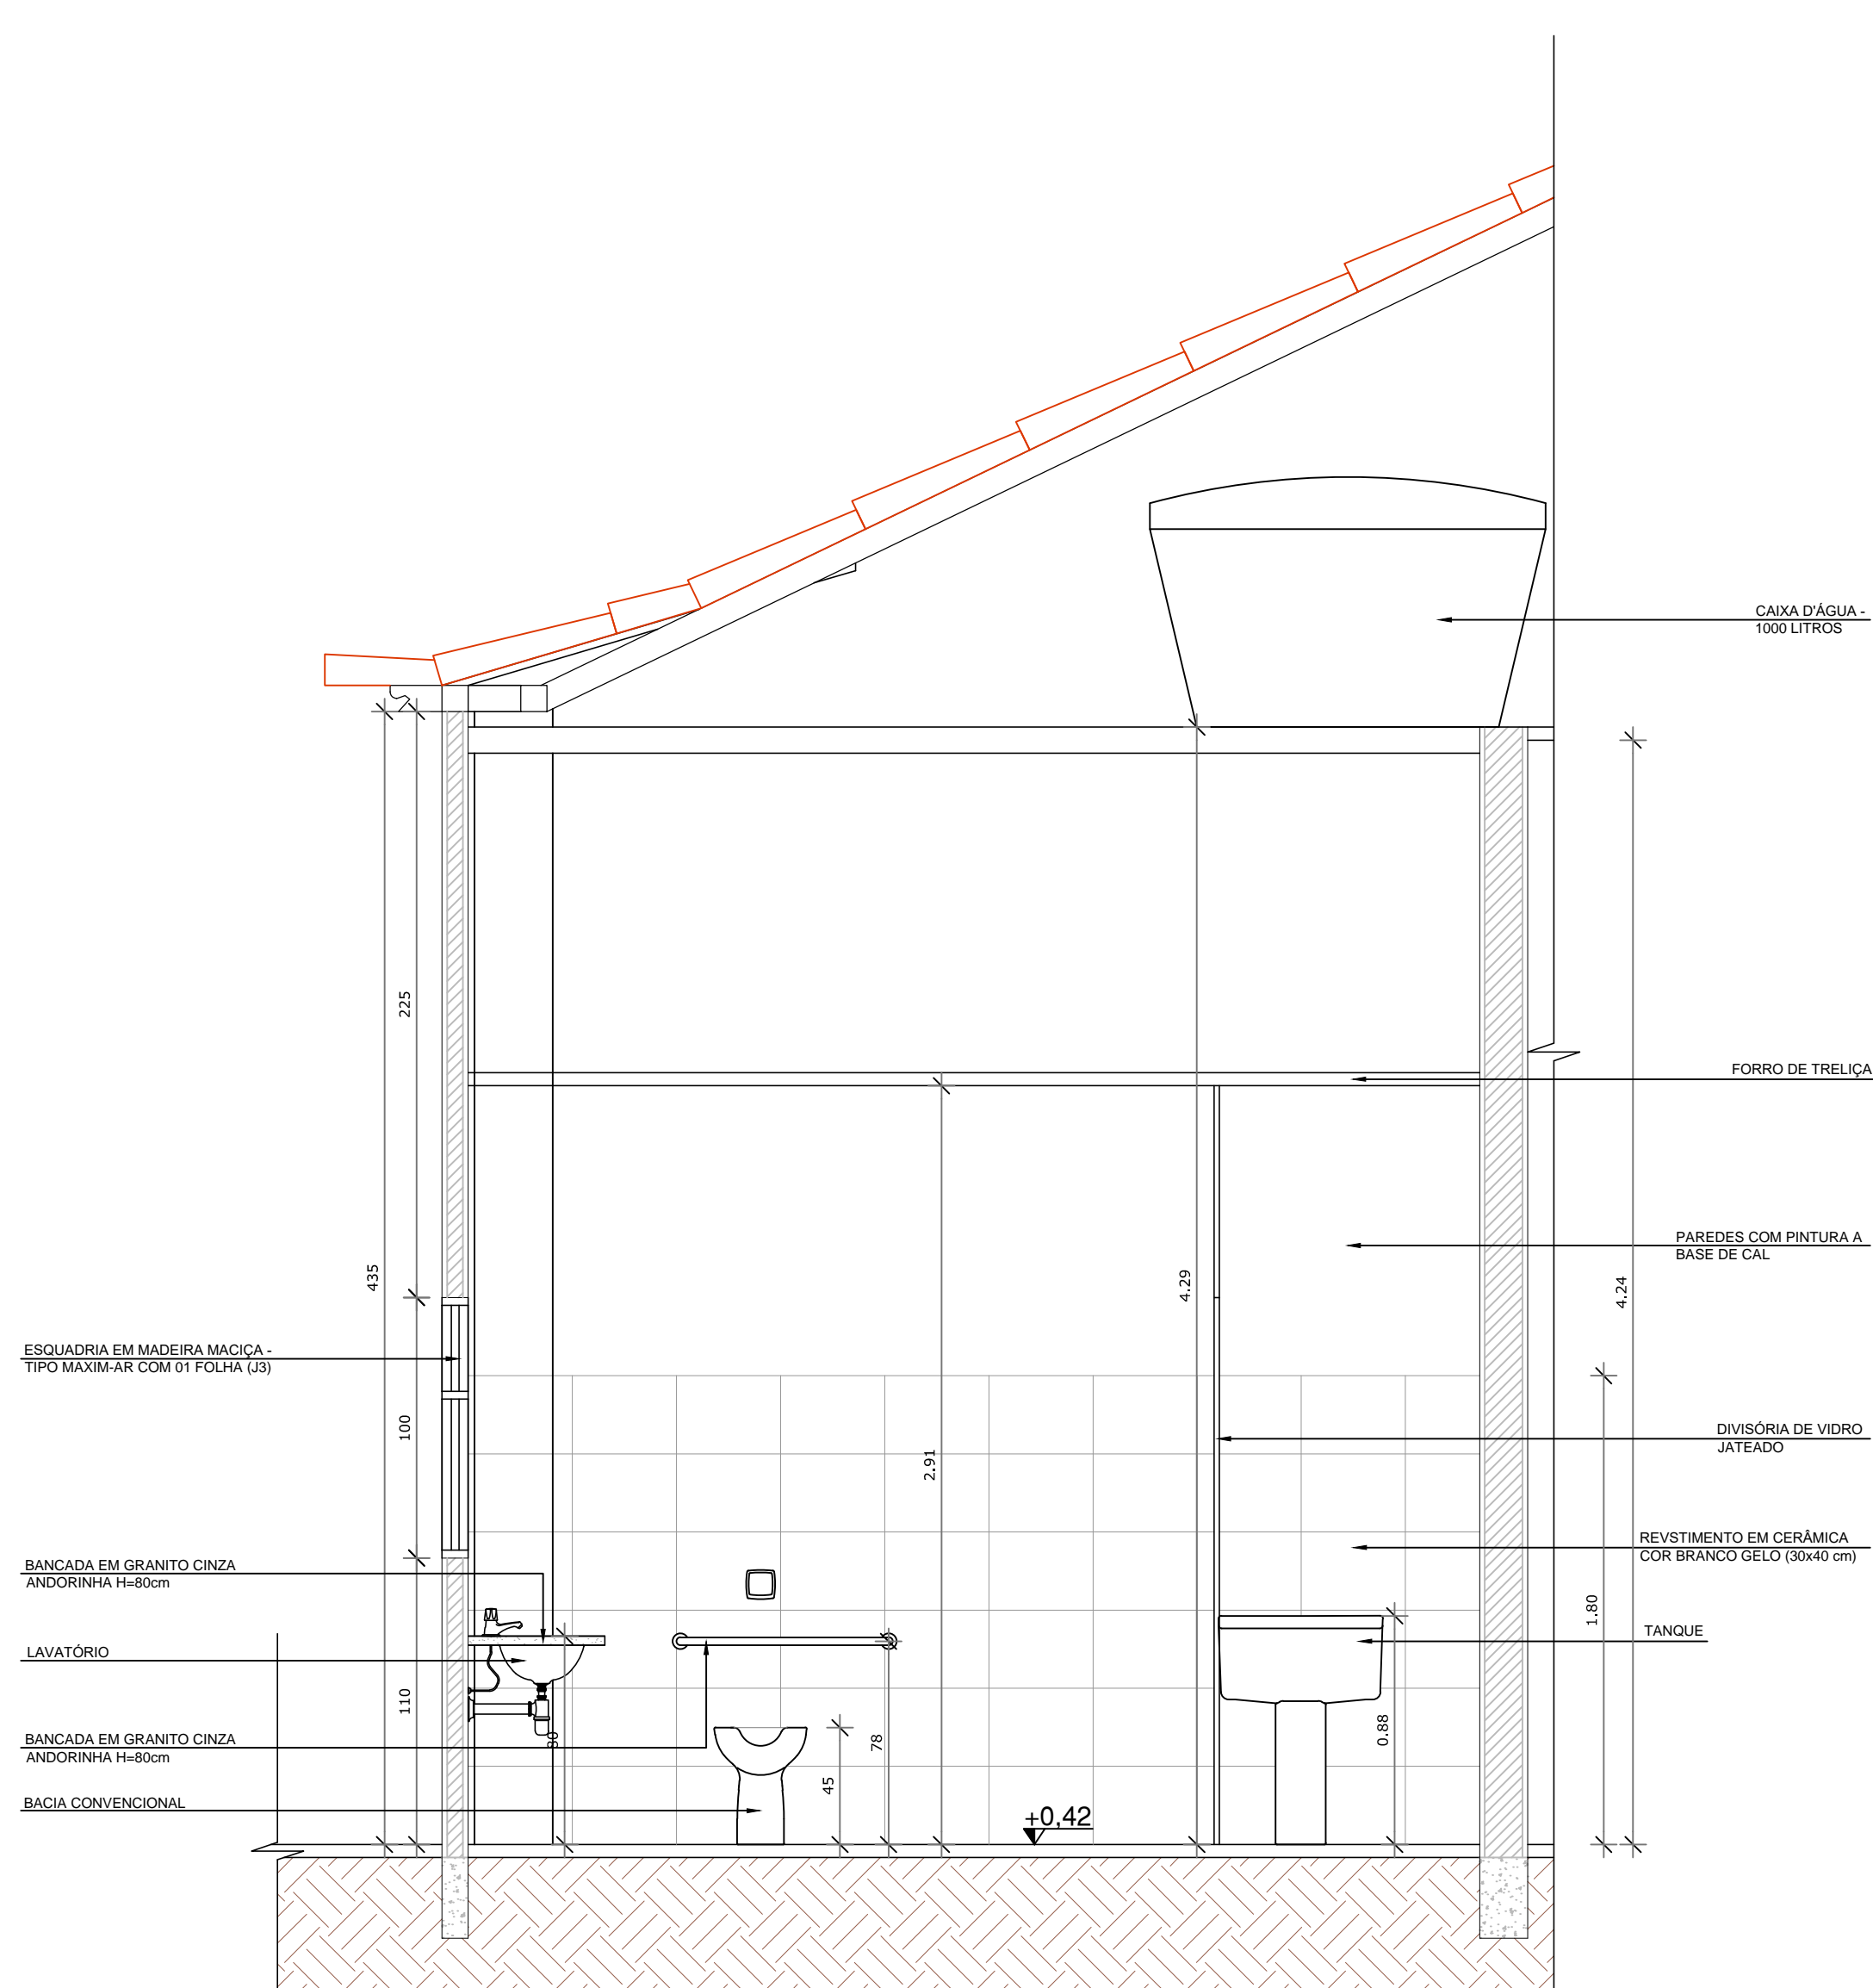 CAIXA D'ÁGUA -
1000 LITROS
225
FORRO DE TRELIÇA
PAREDES COM PINTURA A
BASE DE CAL
435
4.29
4.24
ESQUADRIA EM MADEIRA MACIÇA -
TIPO MAXIM-AR COM 01 FOLHA (J3)
100
2.91
DIVISÓRIA DE VIDRO
JATEADO
REVSTIMENTO EM CERÂMICA
COR BRANCO GELO (30x40 cm)
BANCADA EM GRANITO CINZA
ANDORINHA H=80cm
1.80
TANQUE
LAVATÓRIO
110
80
78
0.88
BANCADA EM GRANITO CINZA
ANDORINHA H=80cm
45
BACIA CONVENCIONAL
+0,42